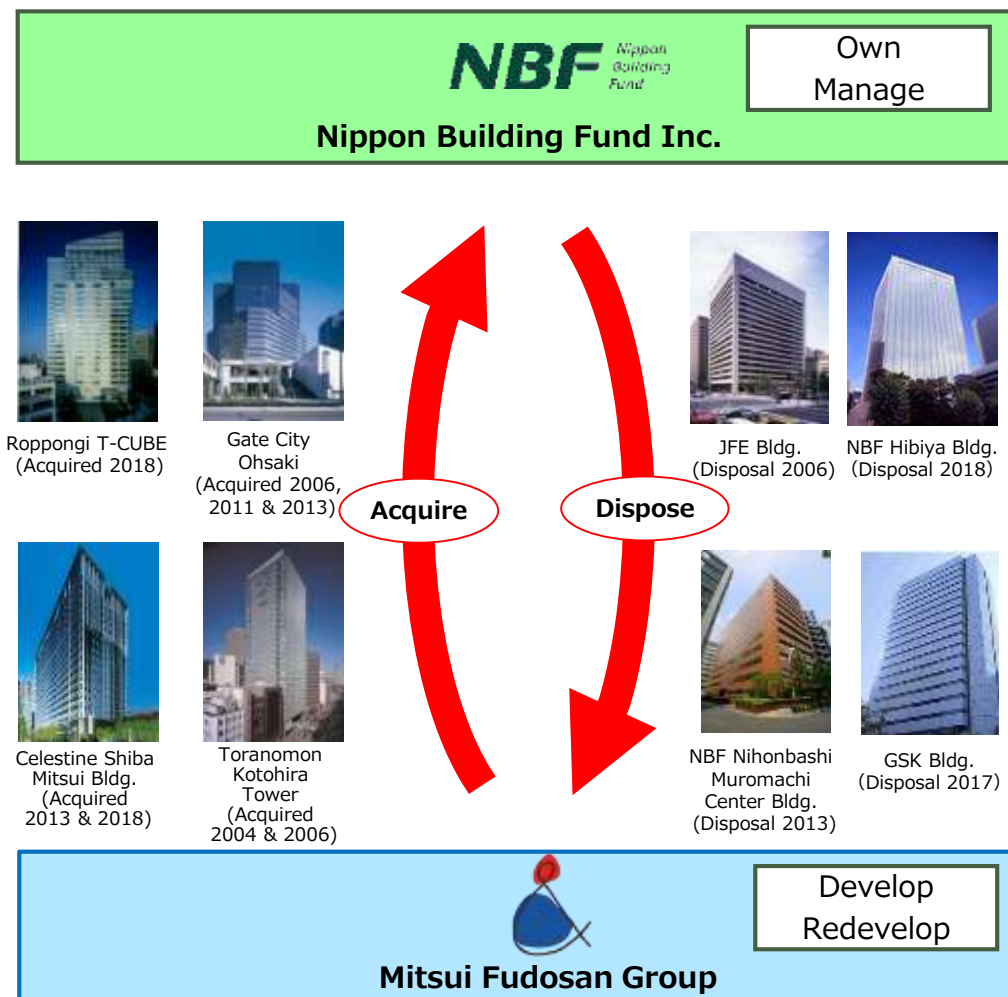 NBF
Nippon
Building
Fund
Own
Manage
Nippon Building Fund Inc.
Roppongi T-CUBE
(Acquired 2018)
Gate City
Ohsaki
(Acquired 2006,
2011 & 2013)
JFE Bldg.
(Disposal 2006)
NBF Hibiya Bldg.
(Disposal 2018)
Acquire
Dispose
Celestine Shiba
Mitsui Bldg.
(Acquired
2013 & 2018)
Toranomon
Kotohira
Tower
(Acquired
2004 & 2006)
NBF Nihonbashi
Muromachi
Center Bldg.
(Disposal 2013)
GSK Bldg.
(Disposal 2017)
Develop
Redevelop
Mitsui Fudosan Group